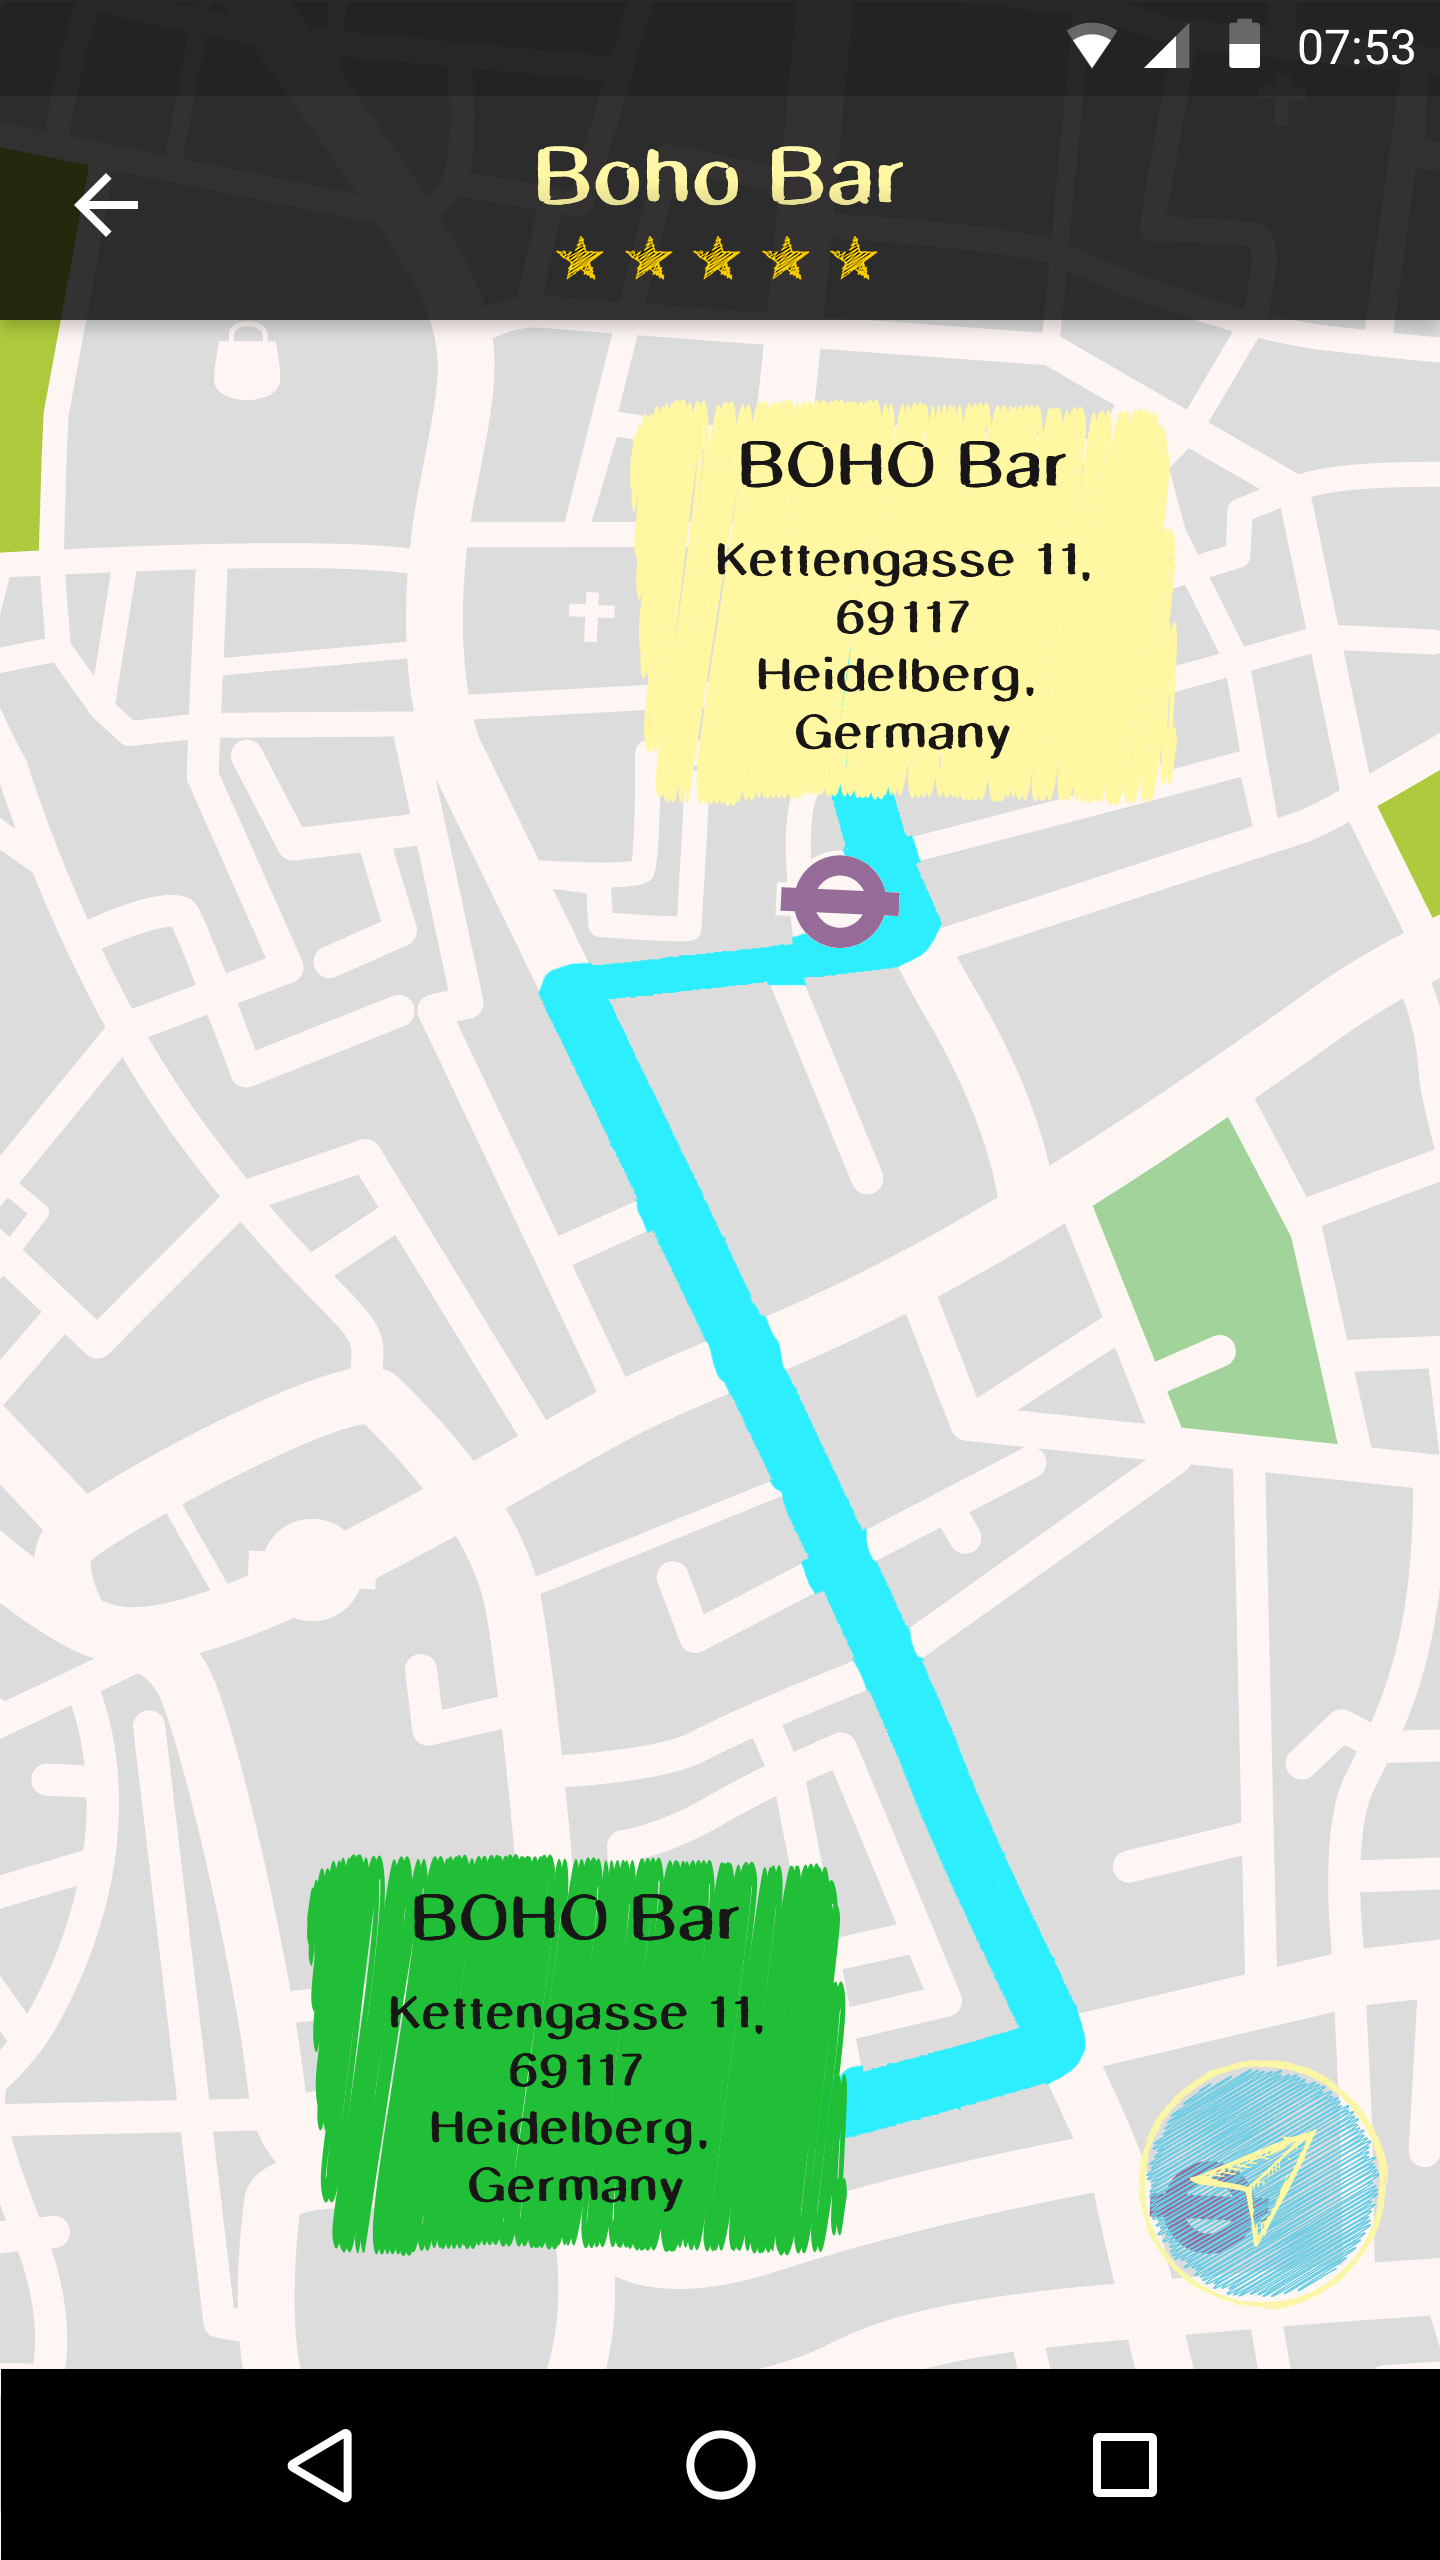 07:53
Boho Bar
BOHO Bar
Kettengasse 11,
69117
Heidelberg,
Germany
BOHO Bar
Kettengasse 11,
69117
Heidelberg,
Germany